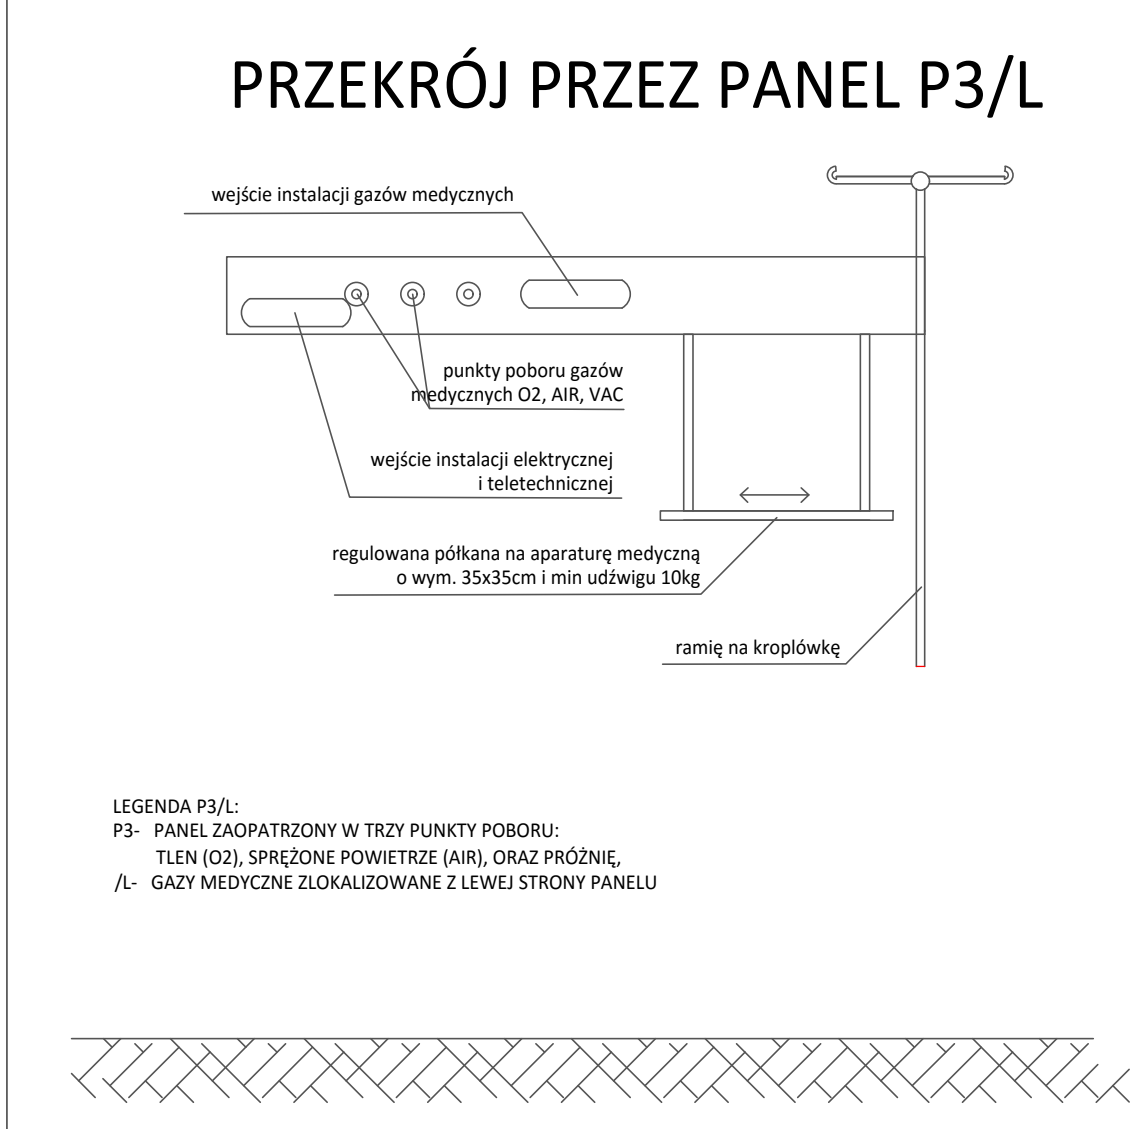 PRZEKRÓJ PRZEZ PANEL P3/L
wejście instalacji gazów medycznych
punkty poboru gazów
medycznych O2, AIR, VAC
wejście instalacji elektrycznej
i teletechnicznej
regulowana półkana na aparaturę medyczną
o wym. 35x35cm i min udźwigu 10kg
ramię na kroplówkę
LEGENDA P3/L:
P3- PANEL ZAOPATRZONY W TRZY PUNKTY POBORU:
TLEN (O2), SPRĘŻONE POWIETRZE (AIR), ORAZ PRÓŻNIĘ,
/L- GAZY MEDYCZNE ZLOKALIZOWANE Z LEWEJ STRONY PANELU